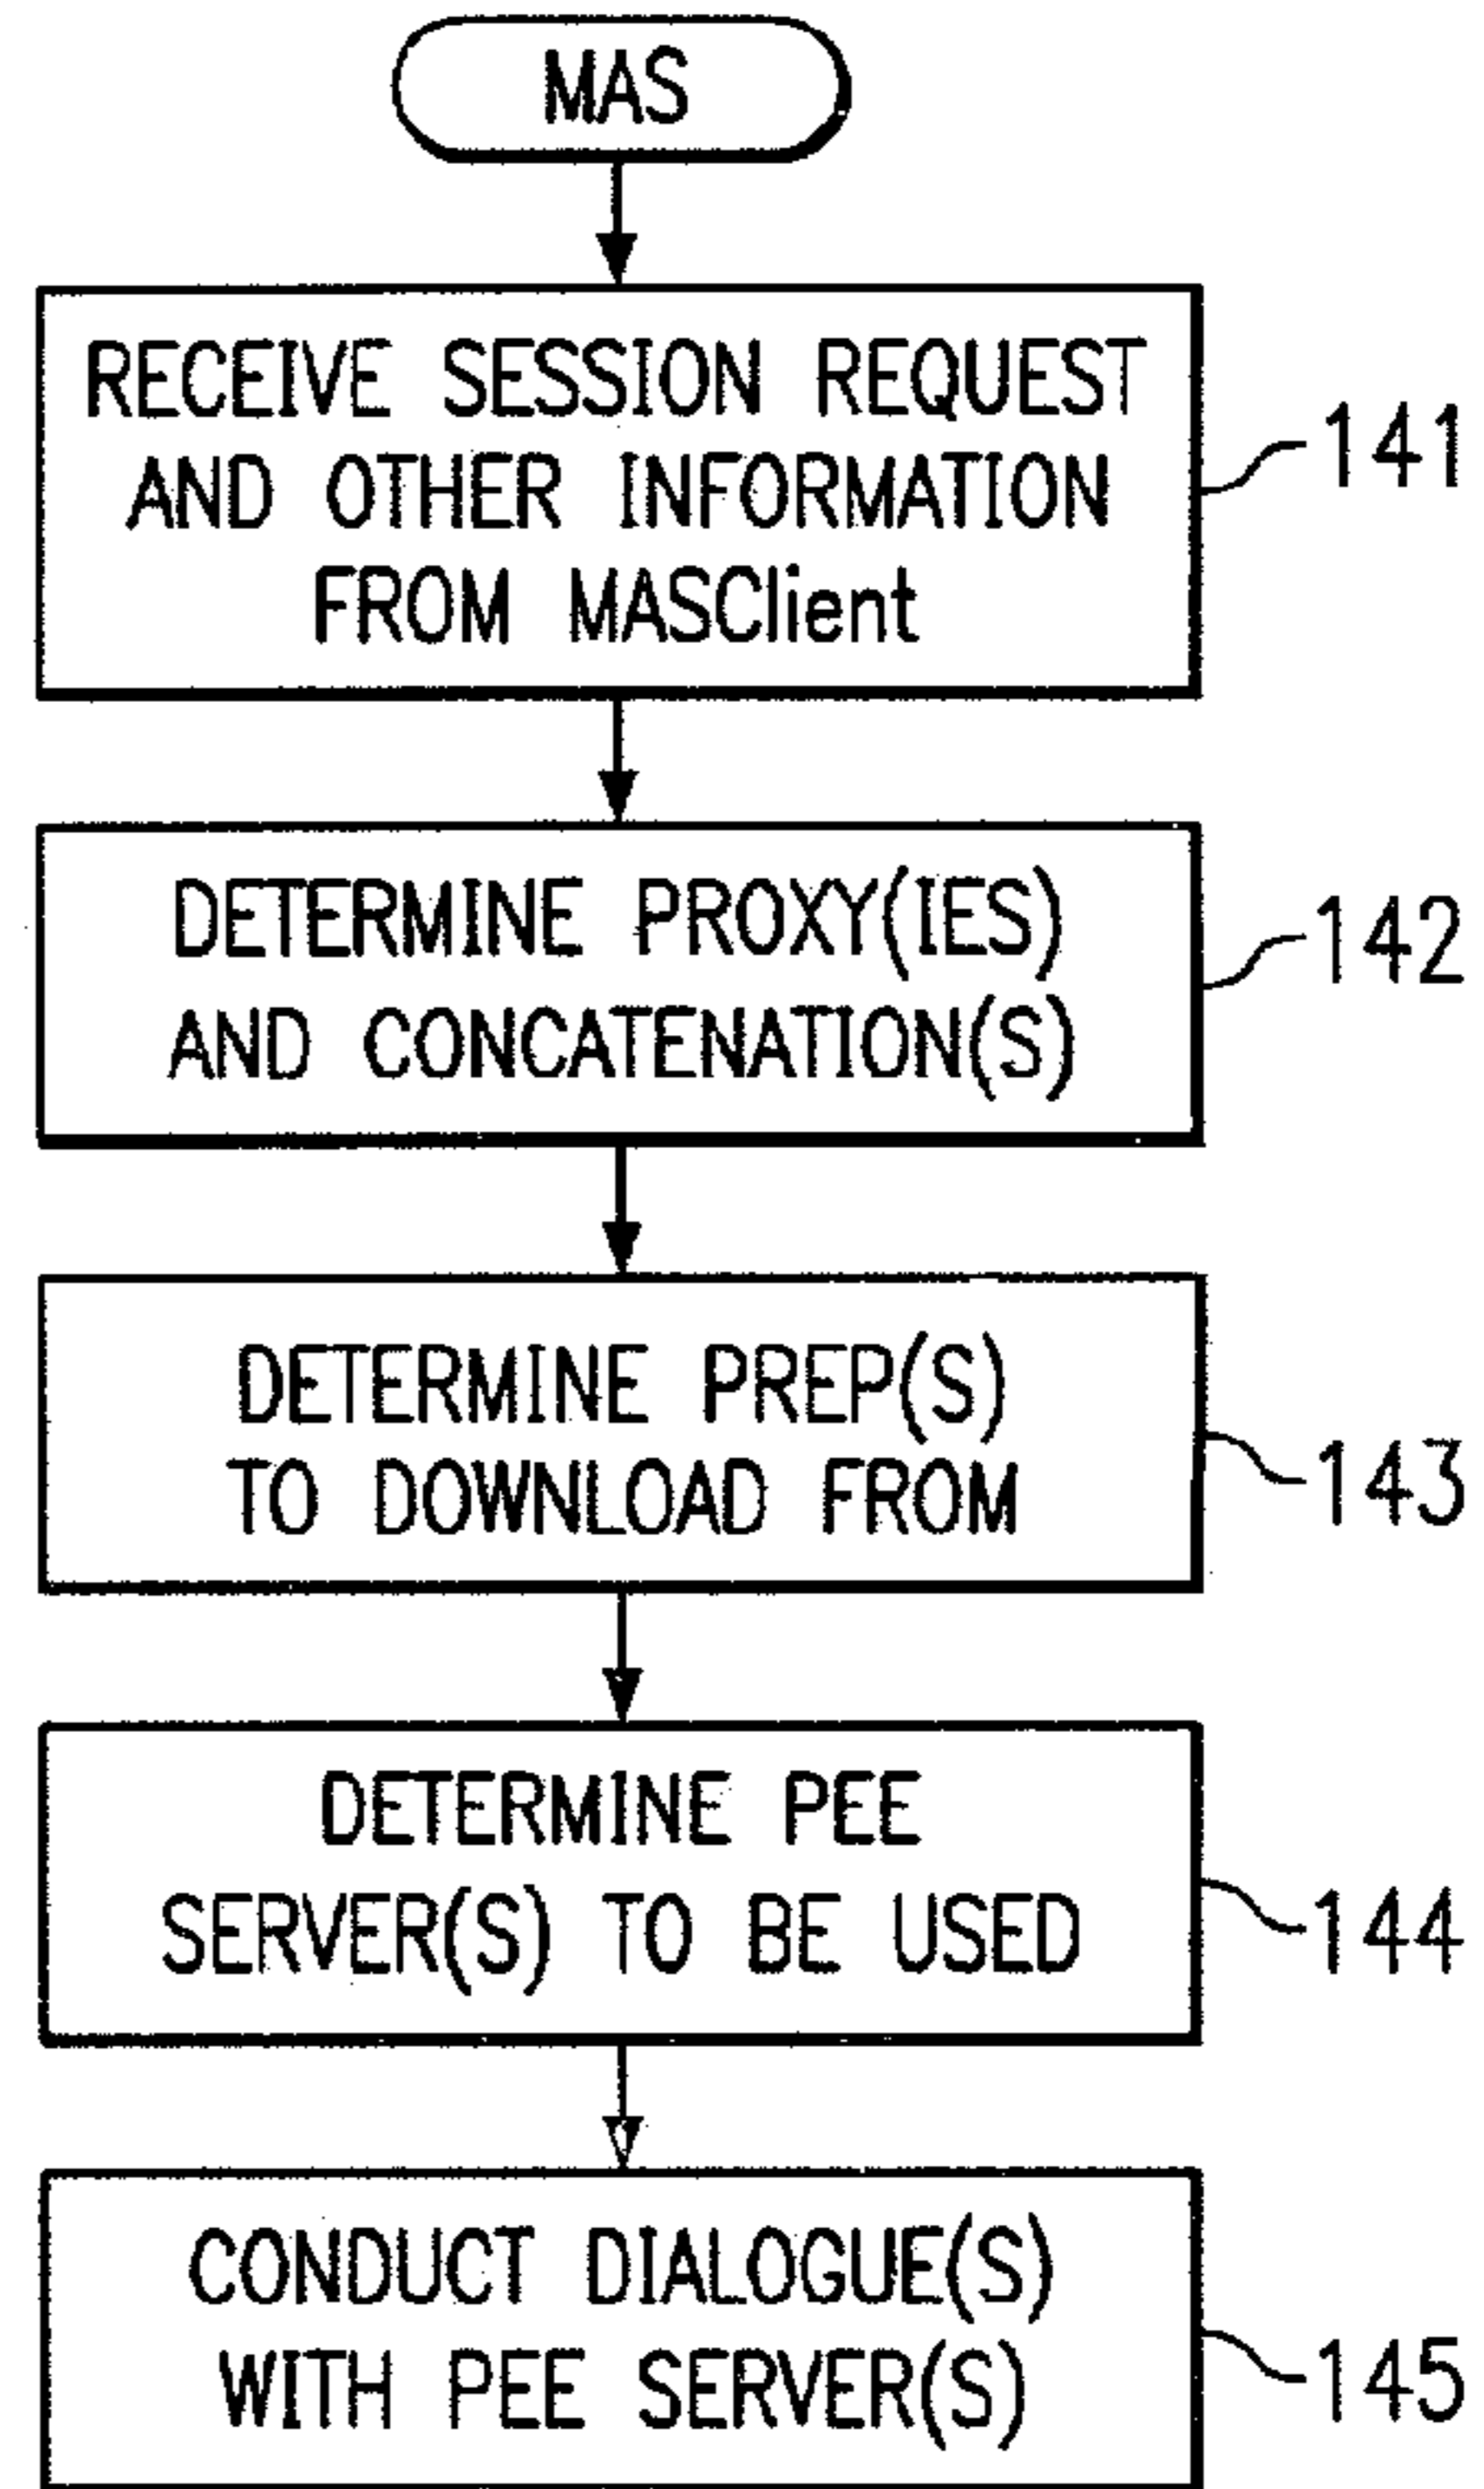 MAS
RECEIVE SESSION REQUEST
AND OTHER INFORMATION
FROM MASClient
141
DETERMINE PROXY(IES)
AND CONCATENATION(S)
142
DETERMINE PREP(S)
TO DOWNLOAD FROM
143
DETERMINE PEE
SERVER(S) TO BE USED
144
CONDUCT DIALOGUE(S)
WITH PEE SERVER(S)
145